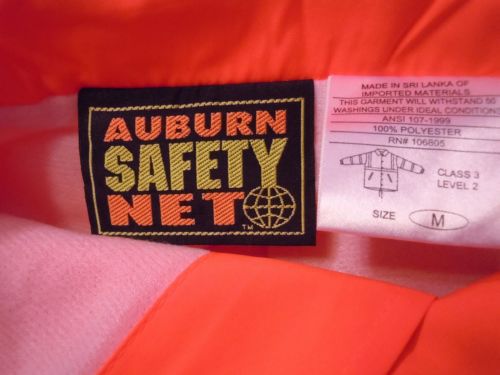 AUBURN
SAFETY
NET
TM
MADE IN SRI LANKA OF
IMPORTED MATERIALS
THIS GARMENT WILL WITHSTAND 50
WASHINGS UNDER IDEAL CONDITION
ANSI 107-1999
100% POLYESTER
RN# 106805
CLASS 3
LEVEL 2
SIZE M